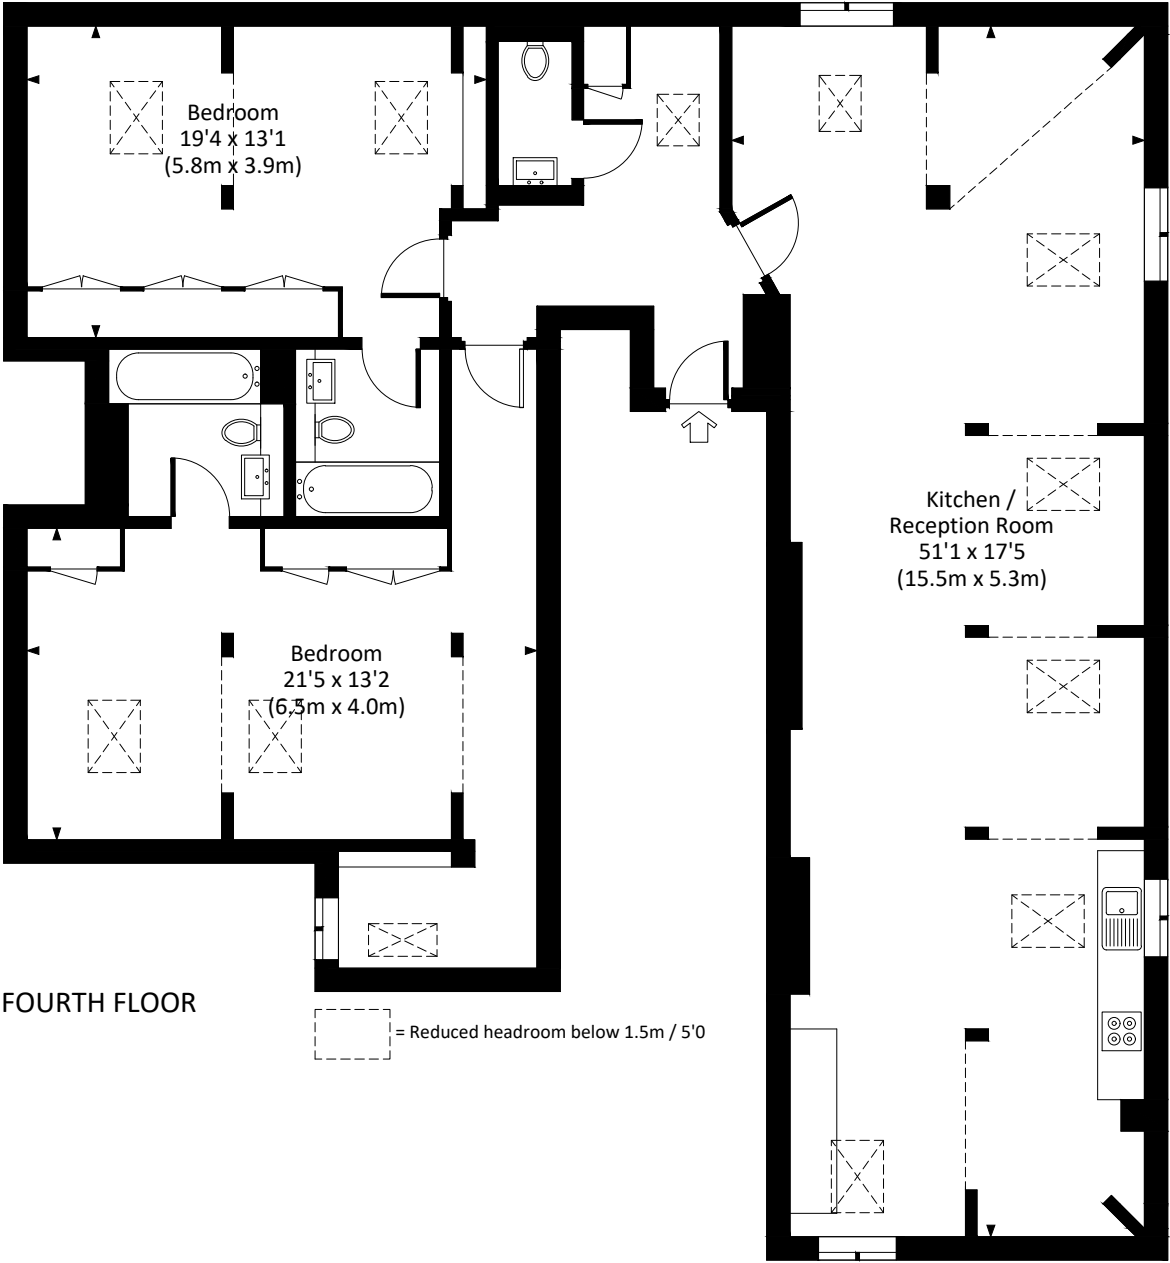 Bedroom
19'4 x 13'1
(5.8m x 3.9m)
Kitchen /
Reception Room
51'1 x 17'5
(15.5m x 5.3m)
Bedroom
21'5 x 13'2
(6.5m x 4.0m)
FOURTH FLOOR
= Reduced headroom below 1.5m / 5'0